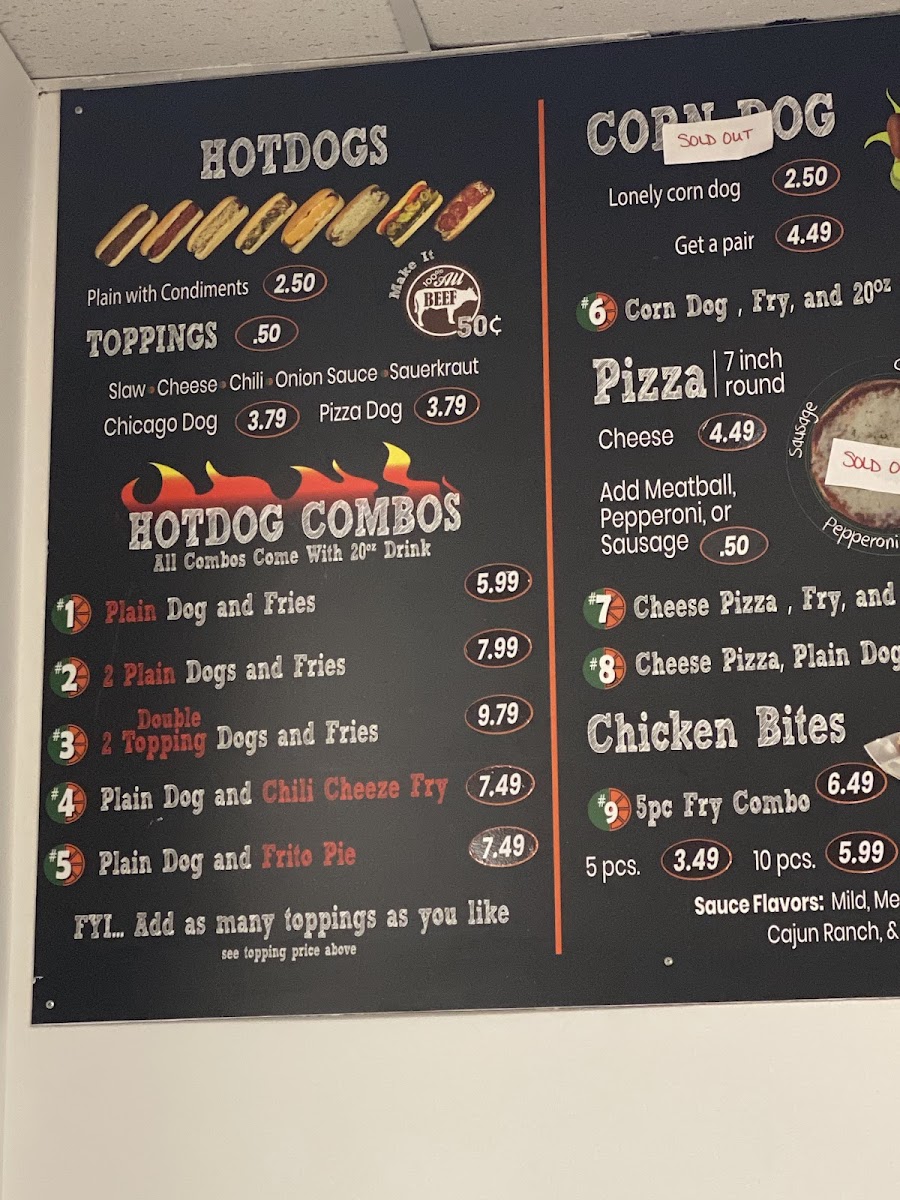 HOTDOGS
Plain with Condiments 2.50
Make It
100% All
BEEF
50¢
TOPPINGS .50
Slaw • Cheese • Chili • Onion Sauce • Sauerkraut
Chicago Dog 3.79 Pizza Dog 3.79
HOTDOG COMBOS
All Combos Come With 20oz Drink
#1 Plain Dog and Fries 5.99
#2 2 Plain Dogs and Fries 7.99
#3 2 Double Topping Dogs and Fries 9.79
#4 Plain Dog and Chili Cheeze Fry 7.49
#5 Plain Dog and Frito Pie 7.49
FYI... Add as many toppings as you like
see topping price above
CORN DOG
SOLD OUT
Lonely corn dog 2.50
Get a pair 4.49
#6 Corn Dog , Fry, and 20oz
Pizza 7 inch
round
Cheese 4.49
Add Meatball,
Pepperoni, or
Sausage .50
Sausage
SOLD O
Pepperoni
#7 Cheese Pizza , Fry, and
#8 Cheese Pizza, Plain Dog
Chicken Bites
#9 5pc Fry Combo 6.49
5 pcs. 3.49 10 pcs. 5.99
Sauce Flavors: Mild, Me
Cajun Ranch, &